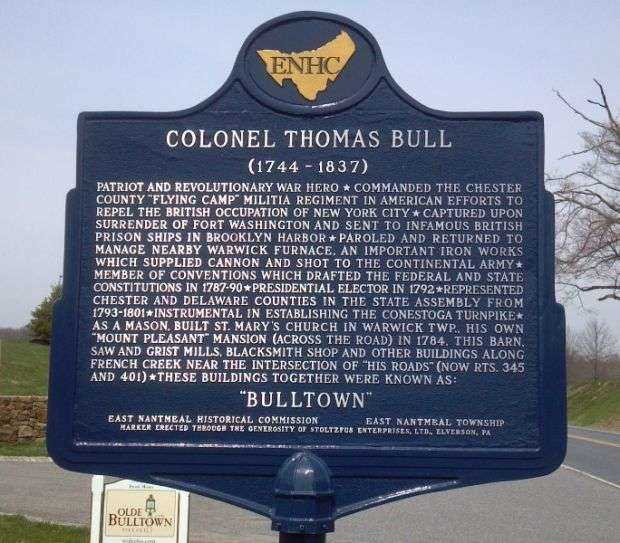 ENHC
COLONEL THOMAS BULL
(1744 - 1837)
PATRIOT AND REVOLUTIONARY WAR HERO ★ COMMANDED THE CHESTER
COUNTY "FLYING CAMP" MILITIA REGIMENT IN AMERICAN EFFORTS TO
REPEL THE BRITISH OCCUPATION OF NEW YORK CITY ★ CAPTURED UPON
SURRENDER OF FORT WASHINGTON AND SENT TO INFAMOUS BRITISH
PRISON SHIPS IN BROOKLYN HARBOR ★ PAROLED AND RETURNED TO
MANAGE NEARBY WARWICK FURNACE, AN IMPORTANT IRON WORKS
WHICH SUPPLIED CANNON AND SHOT TO THE CONTINENTAL ARMY ★
MEMBER OF CONVENTIONS WHICH DRAFTED THE FEDERAL AND STATE
CONSTITUTIONS IN 1787-90 ★ PRESIDENTIAL ELECTOR IN 1792 ★ REPRESENTED
CHESTER AND DELAWARE COUNTIES IN THE STATE ASSEMBLY FROM
1793-1801 ★ INSTRUMENTAL IN ESTABLISHING THE CONESTOGA TURNPIKE ★
AS A MASON, BUILT ST. MARY'S CHURCH IN WARWICK TWP., HIS OWN
"MOUNT PLEASANT" MANSION (ACROSS THE ROAD) IN 1784, THIS BARN,
SAW AND GRIST MILLS, BLACKSMITH SHOP AND OTHER BUILDINGS ALONG
FRENCH CREEK NEAR THE INTERSECTION OF "HIS ROADS" (NOW RTS. 345
AND 401) ★ THESE BUILDINGS TOGETHER WERE KNOWN AS:
"BULLTOWN"
EAST NANTMEAL HISTORICAL COMMISSION EAST NANTMEAL TOWNSHIP
MARKER ERECTED THROUGH THE GENEROSITY OF STOLTZFUS ENTERPRISES, LTD., ELVERSON, PA
OLDE
BULLTOWN